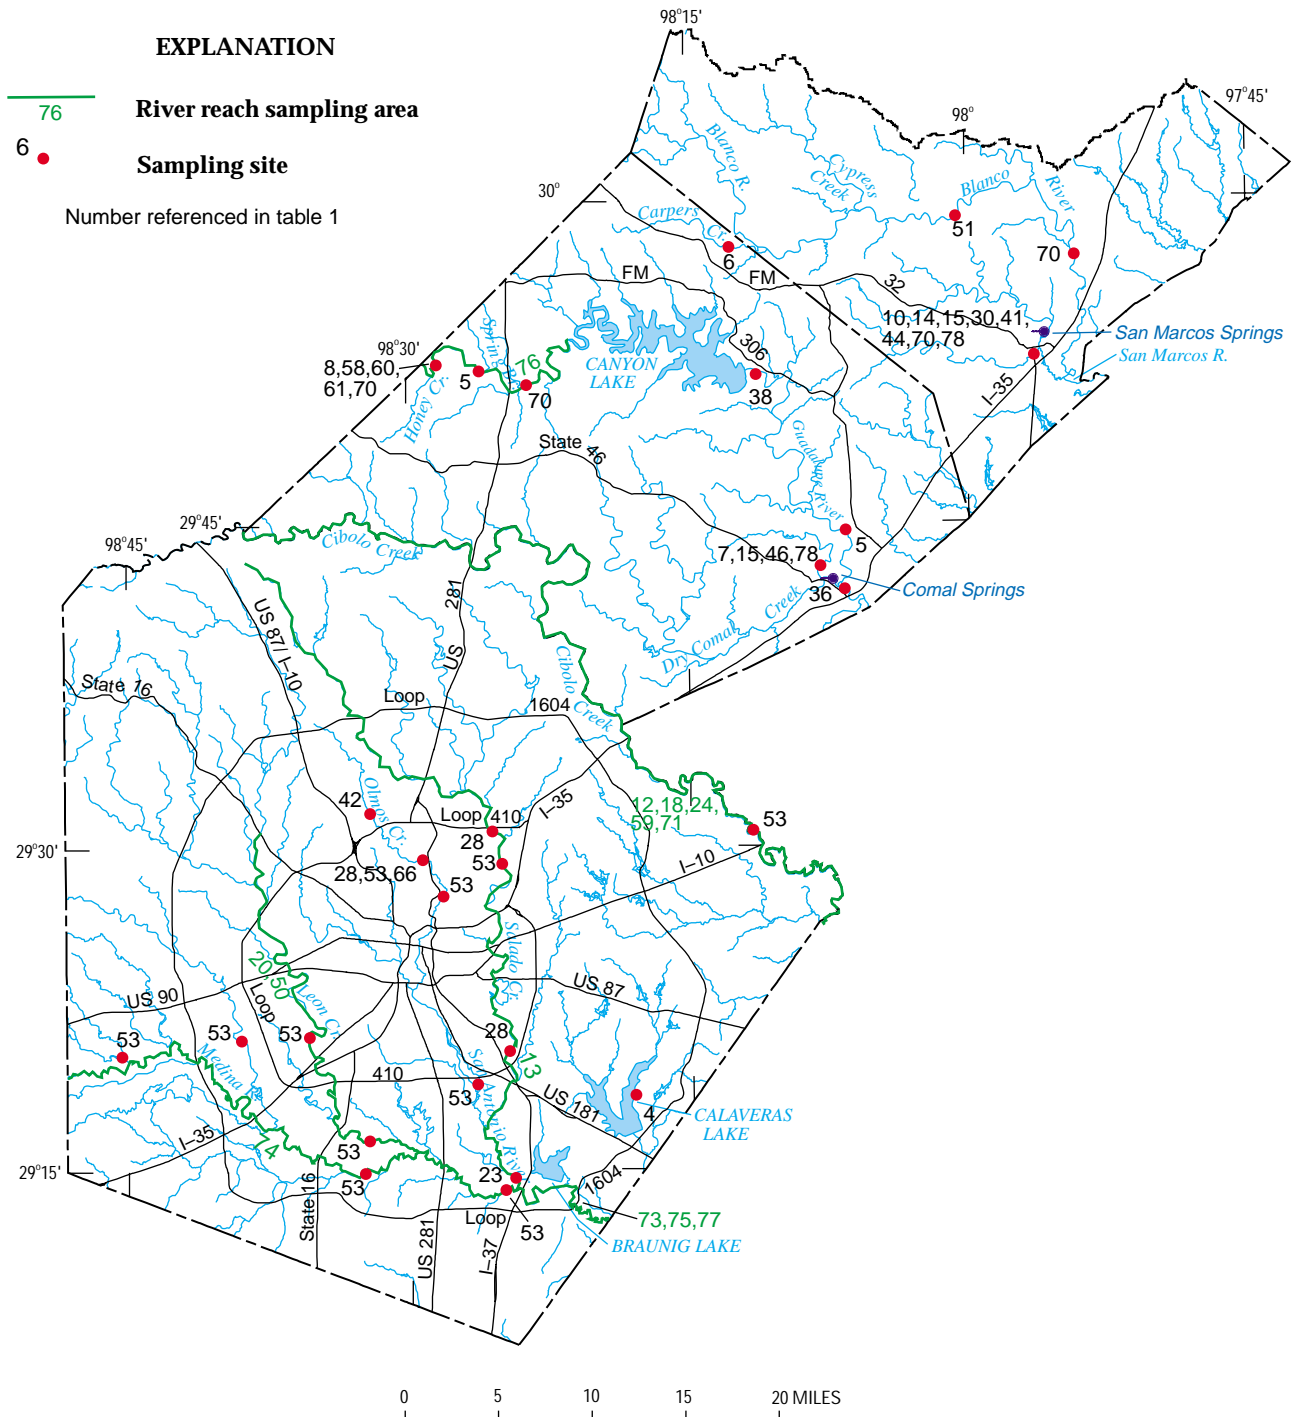 98°15'
EXPLANATION
76
River reach sampling area
6
Sampling site
Number referenced in table 1
97°45'
98°
30°
Blanco R.
Cypress
Creek
Blanco
River
Carpers
Cr.
51
70
6
FM
FM
32
10,14,15,30,41,
44,70,78
San Marcos Springs
San Marcos R.
98°30'
8,58,60,
61,70
Honey Cr.
5
76
70
CANYON
LAKE
306
38
I–35
State 46
Guadalupe River
29°45'
98°45'
Cibolo Creek
5
7,15,46,78
36
Comal Springs
Dry Comal Creek
US 87/ I–10
US 281
State 16
Loop
1604
Cibolo
Creek
42
Olmos Cr.
Loop
410
I–35
28
12,18,24,
59,71
53
29°30'
28,53,66
53
53
I–10
Salado Cr.
20,50
Leon Cr.
Loop
US 90
US 87
53
53
53
28
13
Medina R.
410
San Antonio River
53
US 181
4
CALAVERAS
LAKE
I–35
74
53
53
29°15'
State 16
23
53
1604
Loop
73,75,77
BRAUNIG LAKE
US 281
I–37
0
5
10
15
20 MILES